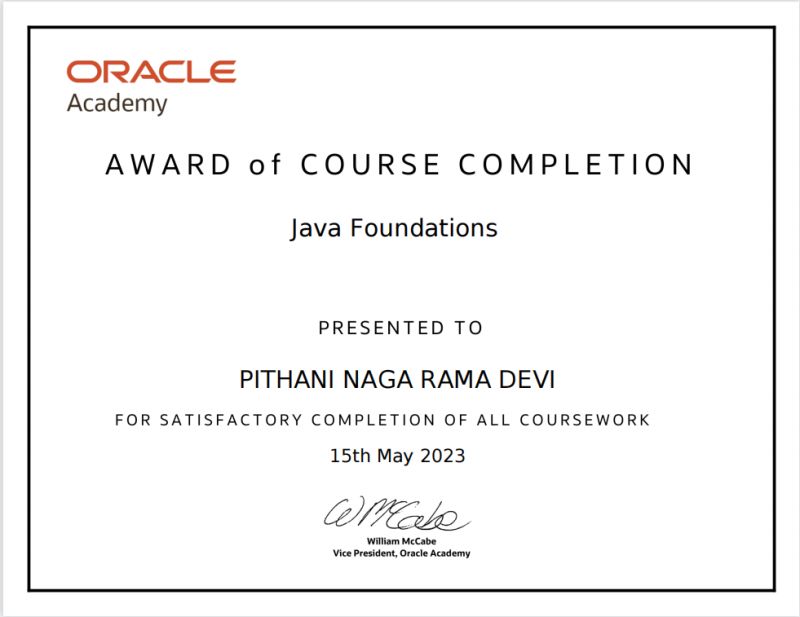 ORACLE
Academy
AWARD of COURSE COMPLETION
Java Foundations
PRESENTED TO
PITHANI NAGA RAMA DEVI
FOR SATISFACTORY COMPLETION OF ALL COURSEWORK
15th May 2023
W McCabe
William McCabe
Vice President, Oracle Academy